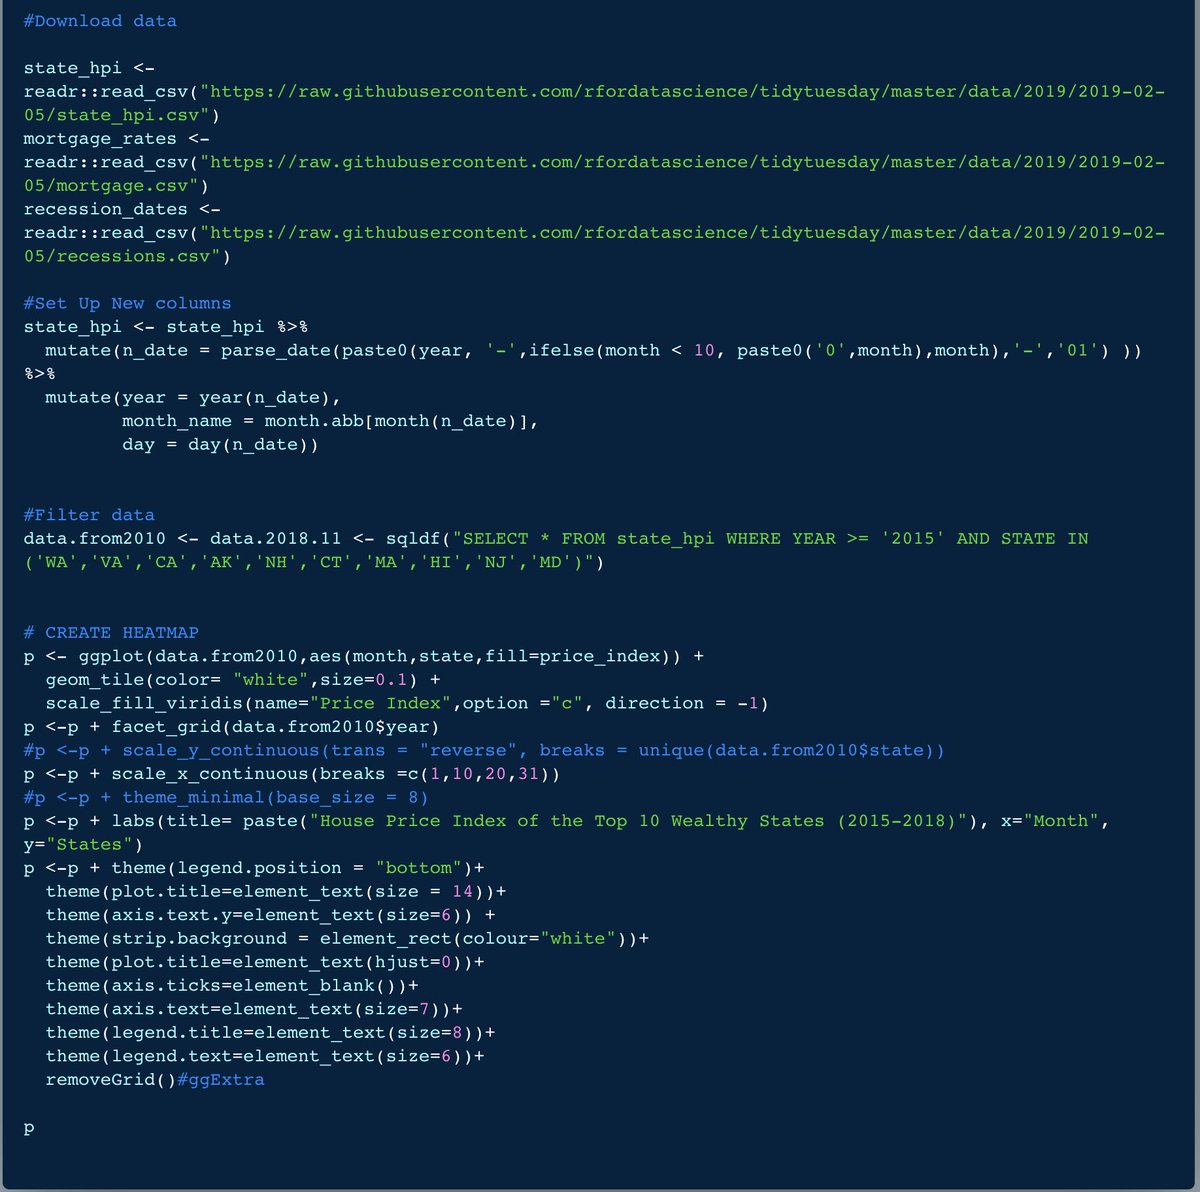 #Download data
state_hpi <-
readr::read_csv("https://raw.githubusercontent.com/rfordatascience/tidytuesday/master/data/2019/2019-02-
05/state_hpi.csv")
mortgage_rates <-
readr::read_csv("https://raw.githubusercontent.com/rfordatascience/tidytuesday/master/data/2019/2019-02-
05/mortgage.csv")
recession_dates <-
readr::read_csv("https://raw.githubusercontent.com/rfordatascience/tidytuesday/master/data/2019/2019-02-
05/recessions.csv")
#Set Up New columns
state_hpi <- state_hpi %>%
  mutate(n_date = parse_date(paste0(year, '-',ifelse(month < 10, paste0('0',month),month),'-','01') ))
%>%
  mutate(year = year(n_date),
         month_name = month.abb[month(n_date)],
         day = day(n_date))
#Filter data
data.from2010 <- data.2018.11 <- sqldf("SELECT * FROM state_hpi WHERE YEAR >= '2015' AND STATE IN
('WA','VA','CA','AK','NH','CT','MA','HI','NJ','MD')")
# CREATE HEATMAP
p <- ggplot(data.from2010,aes(month,state,fill=price_index)) +
  geom_tile(color= "white",size=0.1) +
  scale_fill_viridis(name="Price Index",option ="c", direction = -1)
p <-p + facet_grid(data.from2010$year)
#p <-p + scale_y_continuous(trans = "reverse", breaks = unique(data.from2010$state))
p <-p + scale_x_continuous(breaks =c(1,10,20,31))
#p <-p + theme_minimal(base_size = 8)
p <-p + labs(title= paste("House Price Index of the Top 10 Wealthy States (2015-2018)"), x="Month",
y="States")
p <-p + theme(legend.position = "bottom")+
  theme(plot.title=element_text(size = 14))+
  theme(axis.text.y=element_text(size=6)) +
  theme(strip.background = element_rect(colour="white"))+
  theme(plot.title=element_text(hjust=0))+
  theme(axis.ticks=element_blank())+
  theme(axis.text=element_text(size=7))+
  theme(legend.title=element_text(size=8))+
  theme(legend.text=element_text(size=6))+
  removeGrid()#ggExtra
p